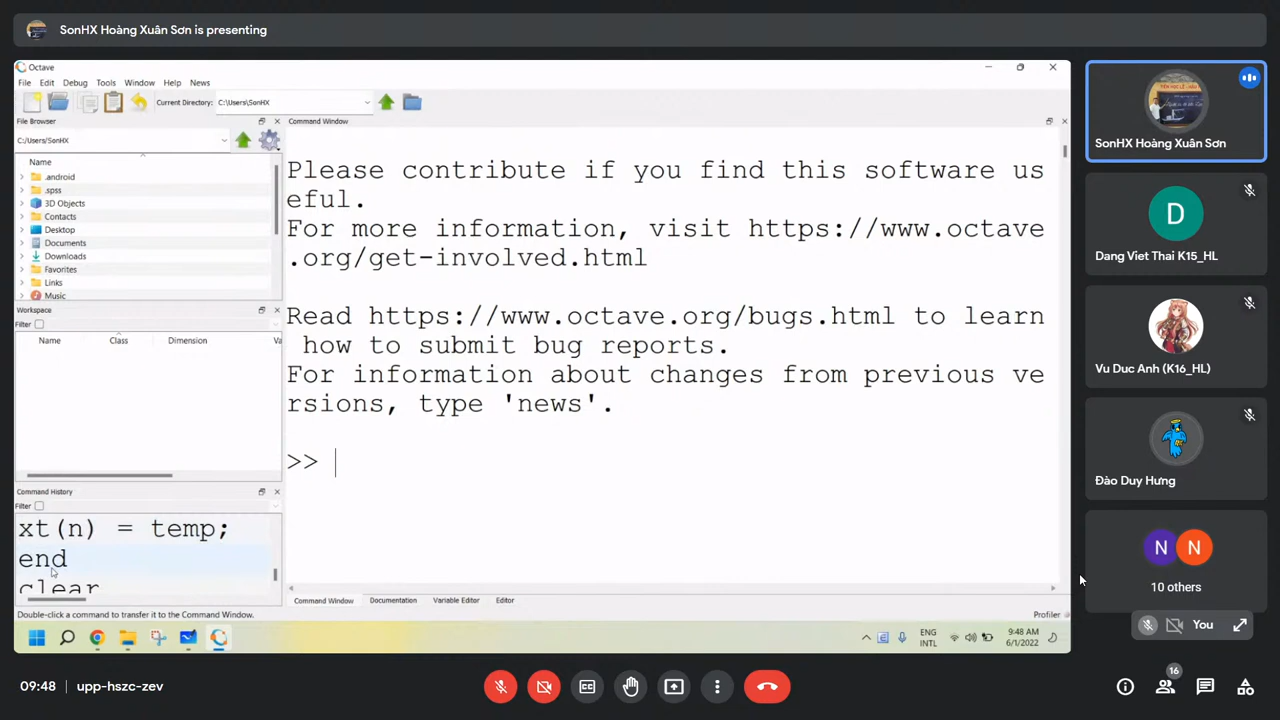 SonHX Hoàng Xuân Sơn is presenting
Octave
File Edit Debug Tools Window Help News
Current Directory: C:\Users\SonHX
File Browser
Command Window
C:/Users/SonHX
Name
.android
.spss
3D Objects
Contacts
Desktop
Documents
Downloads
Favorites
Links
Music
Please contribute if you find this software us
eful.
For more information, visit https://www.octave
.org/get-involved.html
Read https://www.octave.org/bugs.html to learn
how to submit bug reports.
For information about changes from previous ve
rsions, type 'news'.
>>
Workspace
Filter
Name Class Dimension Va
Command History
Filter
xt(n) = temp;
end
clear
Command Window Documentation Variable Editor Editor
Double-click a command to transfer it to the Command Window.
Profiler
ENG
INTL
9:48 AM
6/1/2022
SonHX Hoàng Xuân Sơn
D
Dang Viet Thai K15_HL
Vu Duc Anh (K16_HL)
Đào Duy Hưng
N N
10 others
You
09:48 | upp-hszc-zev
16